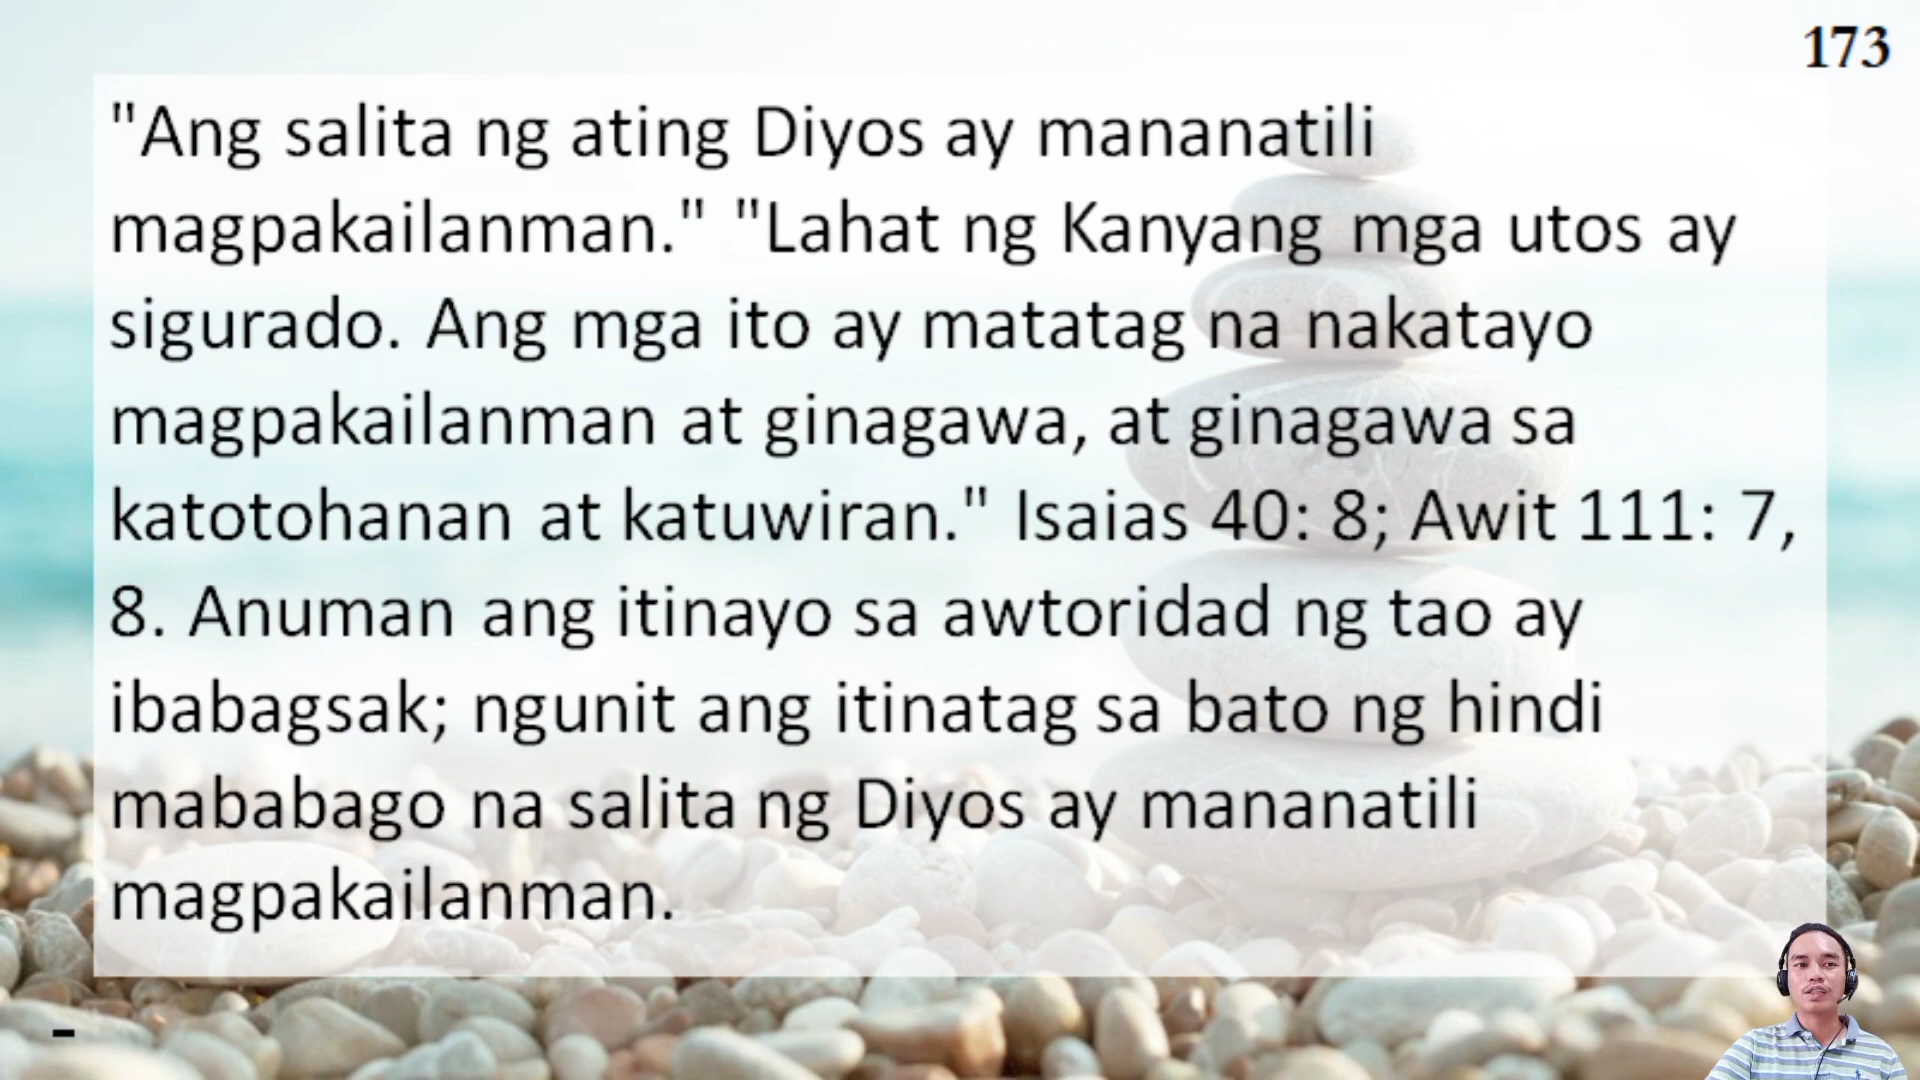 173
"Ang salita ng ating Diyos ay mananatili
magpakailanman." "Lahat ng Kanyang mga utos ay
sigurado. Ang mga ito ay matatag na nakatayo
magpakailanman at ginagawa, at ginagawa sa
katotohanan at katuwiran." Isaias 40: 8; Awit 111: 7,
8. Anuman ang itinayo sa awtoridad ng tao ay
ibabagsak; ngunit ang itinatag sa bato ng hindi
mababago na salita ng Diyos ay mananatili
magpakailanman.
-